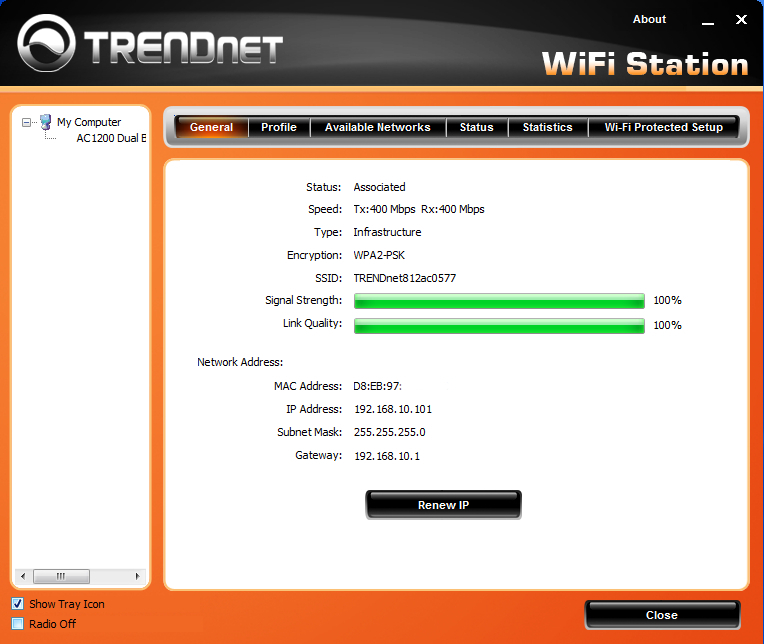 About
TRENDNET
WiFi Station
My Computer
AC1200 Dual
General Profile Available Networks Status Statistics Wi-Fi Protected Setup
Status: Associated
Speed: Tx:400 Mbps Rx:400 Mbps
Type: Infrastructure
Encryption: WPA2-PSK
SSID: TRENDnet812ac0577
Signal Strength: 100%
Link Quality: 100%
Network Address:
MAC Address: D8:EB:97:
IP Address: 192.168.10.101
Subnet Mask: 255.255.255.0
Gateway: 192.168.10.1
Renew IP
Show Tray Icon
Radio Off
Close